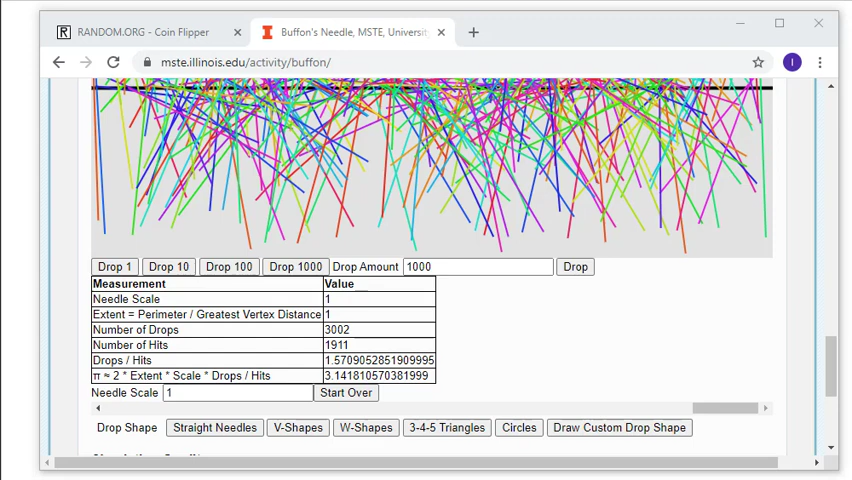 RANDOM.ORG - Coin Flipper
Buffon's Needle, MSTE, University
mste.illinois.edu/activity/buffon/
I
Drop 1 Drop 10 Drop 100 Drop 1000 Drop Amount 1000 Drop
Measurement Value
Needle Scale 1
Extent = Perimeter / Greatest Vertex Distance 1
Number of Drops 3002
Number of Hits 1911
Drops / Hits 1.5709052851909995
π ≈ 2 * Extent * Scale * Drops / Hits 3.141810570381999
Needle Scale 1 Start Over
Drop Shape Straight Needles V-Shapes W-Shapes 3-4-5 Triangles Circles Draw Custom Drop Shape